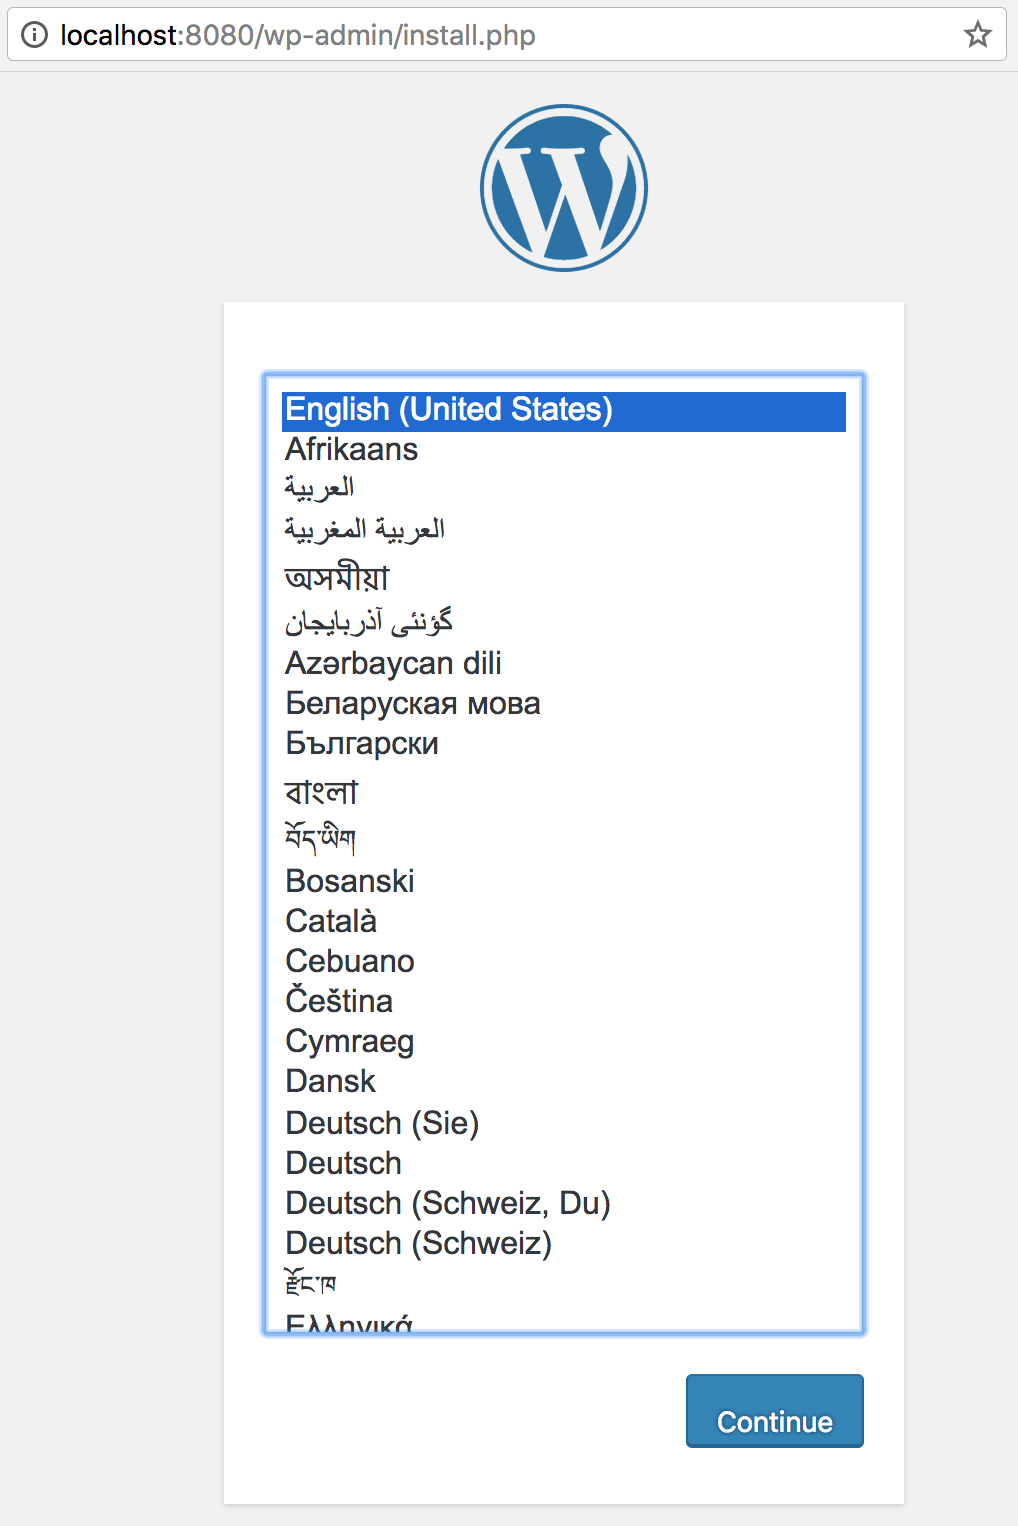 localhost:8080/wp-admin/install.php
English (United States)
Afrikaans
العربية
العربية المغربية
অসমীয়া
گؤنئی آذربایجان
Azərbaycan dili
Беларуская мова
Български
বাংলা
བོད་ཡིག
Bosanski
Català
Cebuano
Čeština
Cymraeg
Dansk
Deutsch (Sie)
Deutsch
Deutsch (Schweiz, Du)
Deutsch (Schweiz)
རྫོང་ཁ
Ελληνικά
Continue